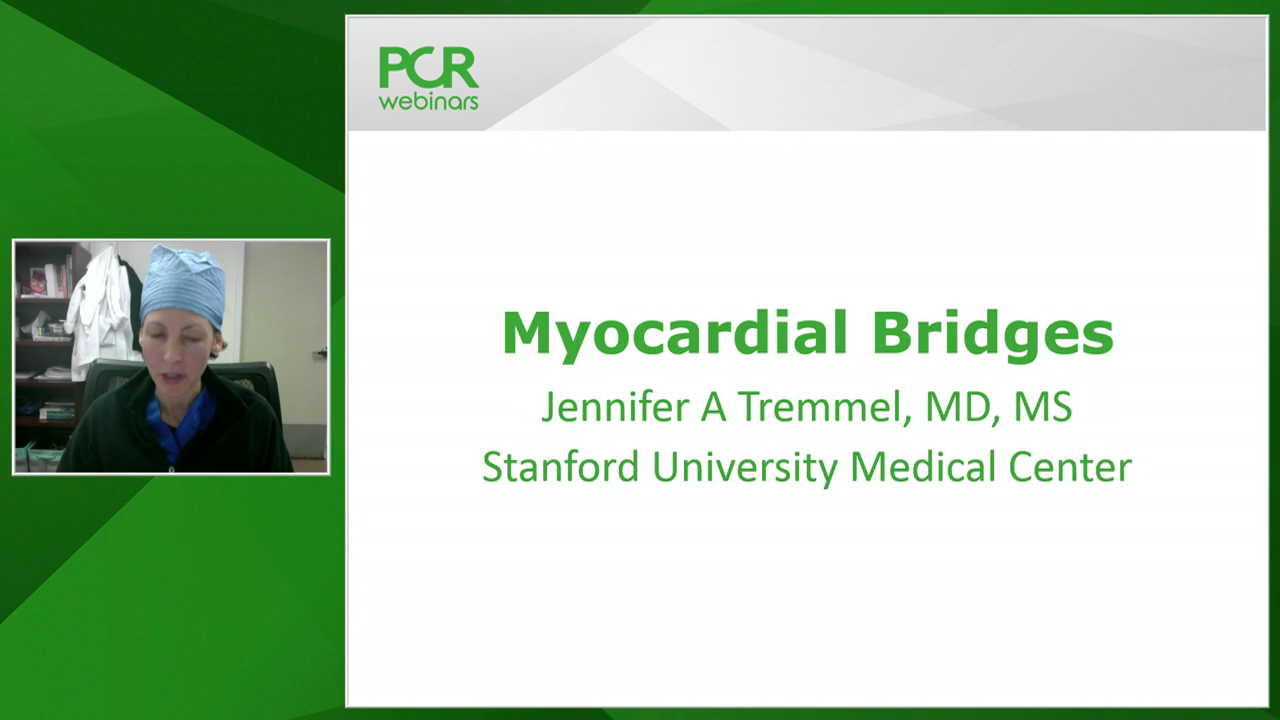 PCR
webinars
Myocardial Bridges
Jennifer A Tremmel, MD, MS
Stanford University Medical Center